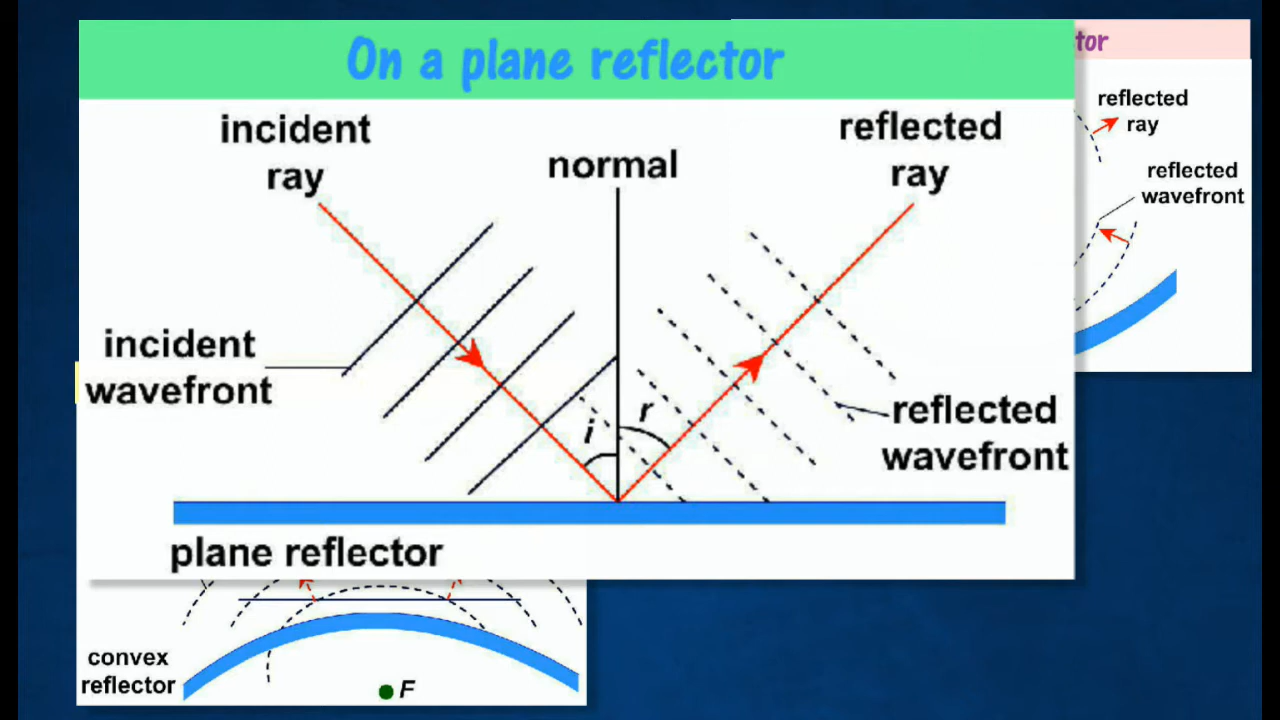 On a plane reflector
incident
ray
normal
reflected
ray
incident
wavefront
i
r
reflected
wavefront
plane reflector
tor
reflected
ray
reflected
wavefront
convex
reflector
F